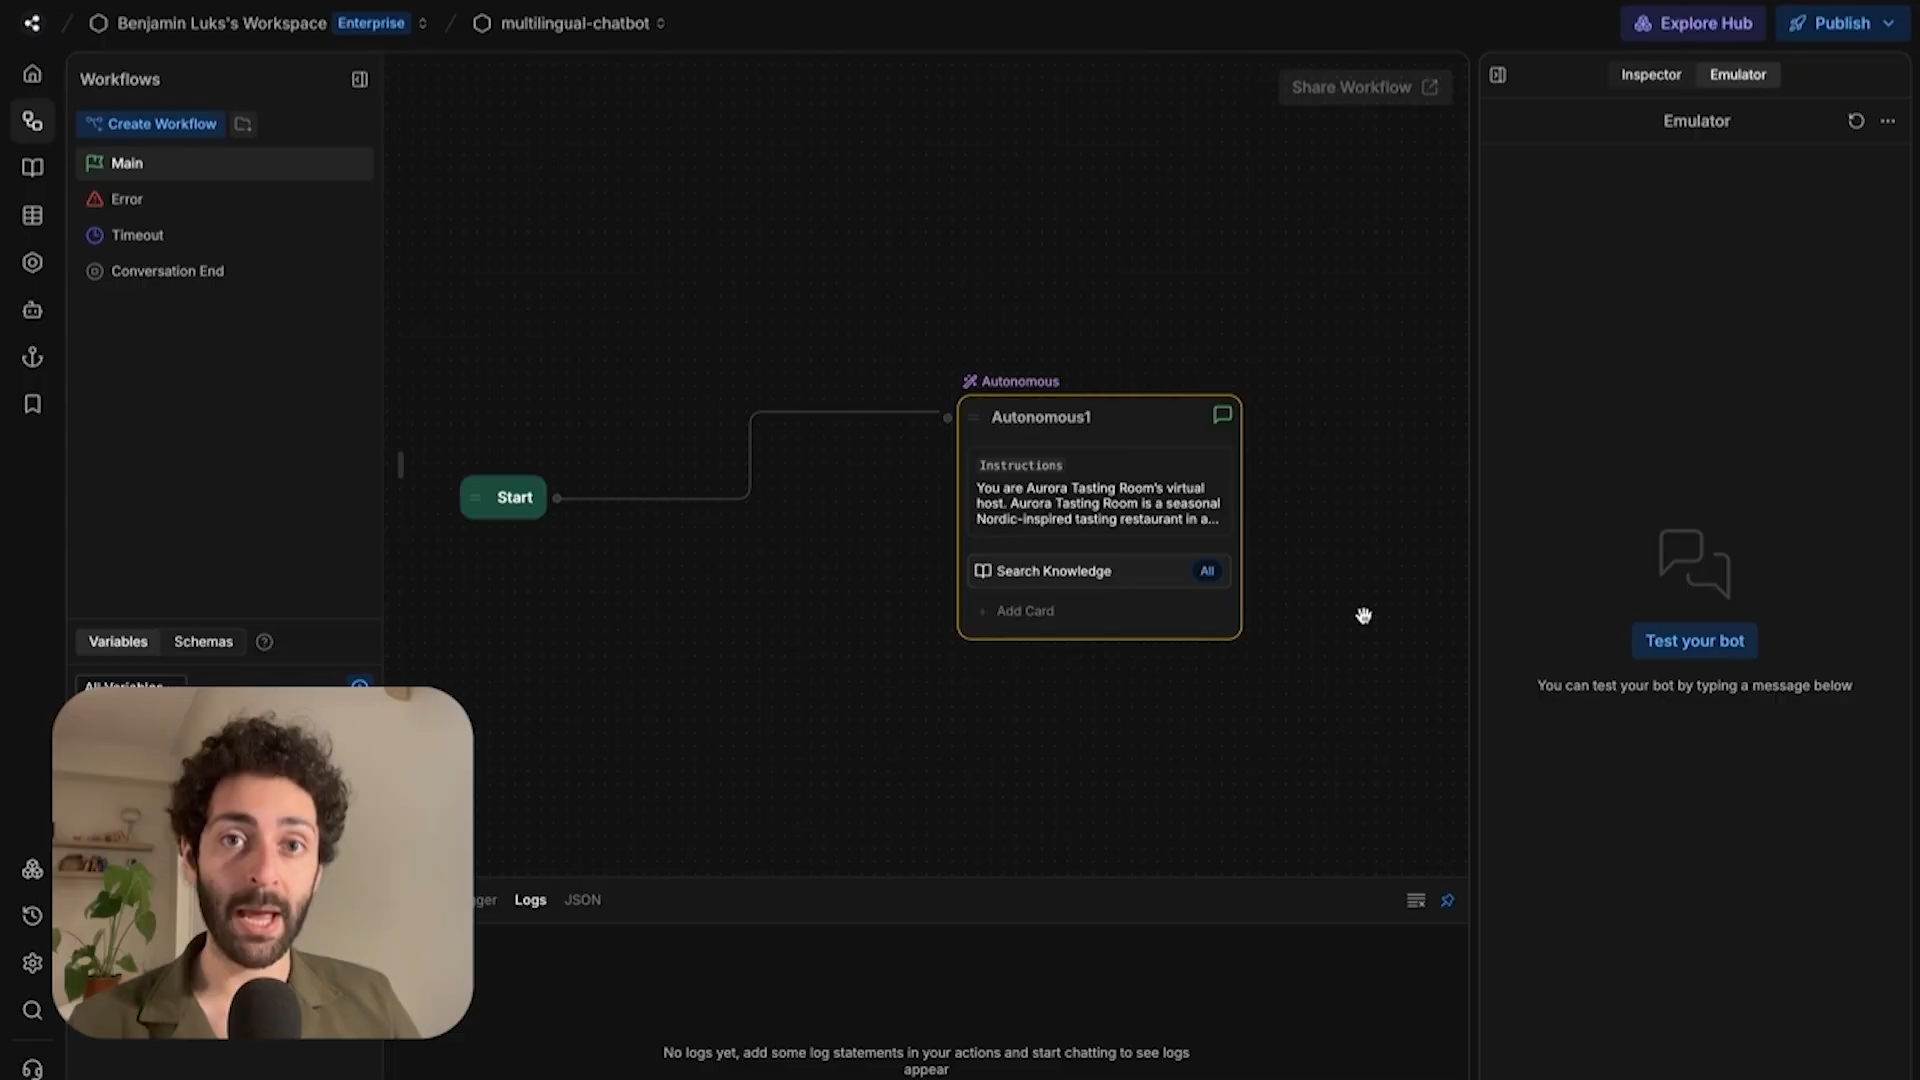 Benjamin Luks's Workspace Enterprise
multilingual-chatbot
Explore Hub
Publish
Workflows
Create Workflow
Main
Error
Timeout
Conversation End
Variables
Schemas
All Variables
Share Workflow
Start
Autonomous
Autonomous1
Instructions
You are Aurora Tasting Room's virtual
host. Aurora Tasting Room is a seasonal
Nordic-inspired tasting restaurant in a...
Search Knowledge
All
+ Add Card
Logs
JSON
No logs yet, add some log statements in your actions and start chatting to see logs
appear
Inspector
Emulator
Emulator
Test your bot
You can test your bot by typing a message below